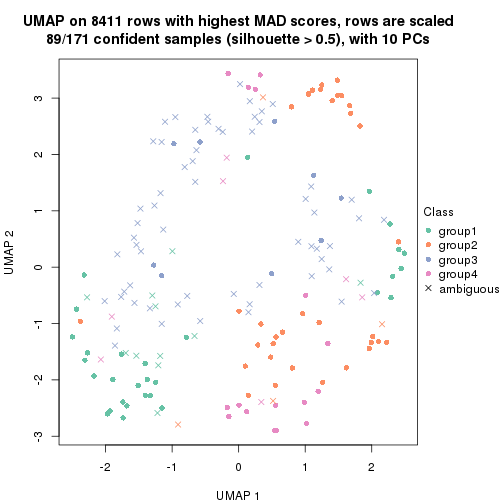 UMAP on 8411 rows with highest MAD scores, rows are scaled
89/171 confident samples (silhouette > 0.5), with 10 PCs
3
2
1
0
-1
-2
-3
UMAP 2
-2
-1
0
1
2
UMAP 1
Class
group1
group2
group3
group4
ambiguous